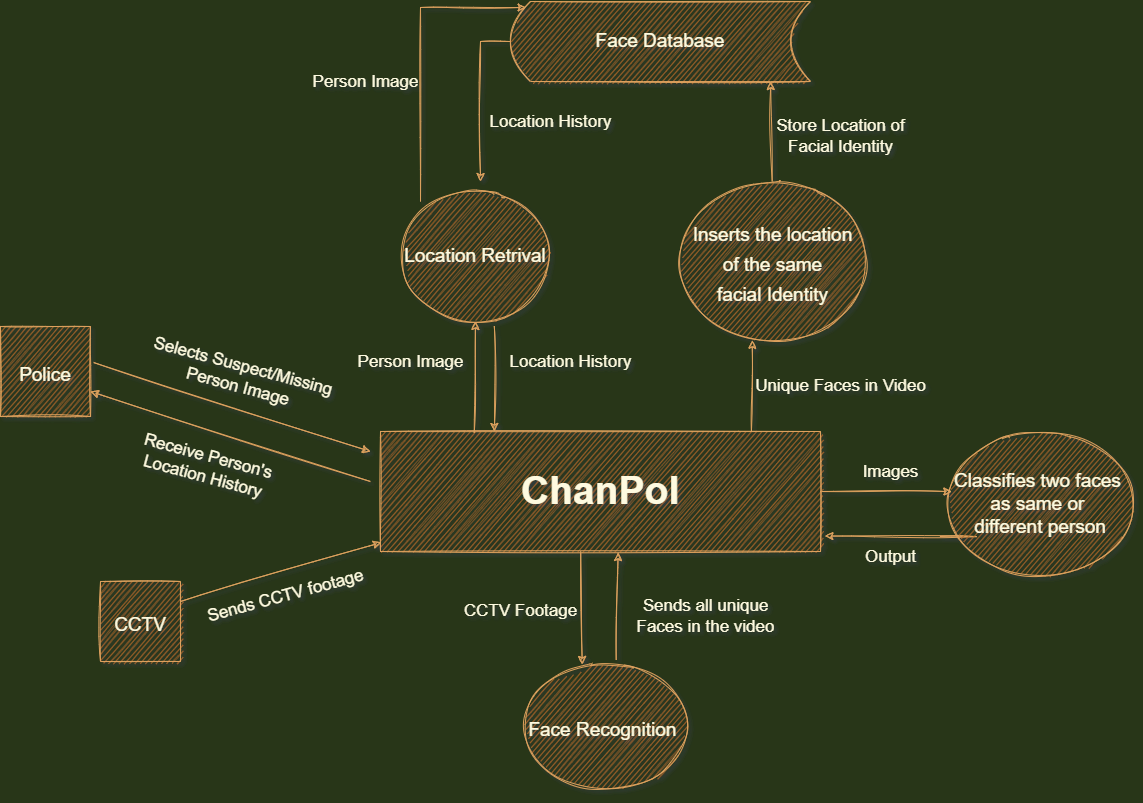 Face Database
Person Image
Location History
Store Location of
Facial Identity
Location Retrival
Inserts the location
of the same
facial Identity
Police
Selects Suspect/Missing
Person Image
Receive Person's
Location History
Person Image
Location History
Unique Faces in Video
ChanPol
Images
Classifies two faces
as same or
different person
Output
CCTV
Sends CCTV footage
CCTV Footage
Sends all unique
Faces in the video
Face Recognition